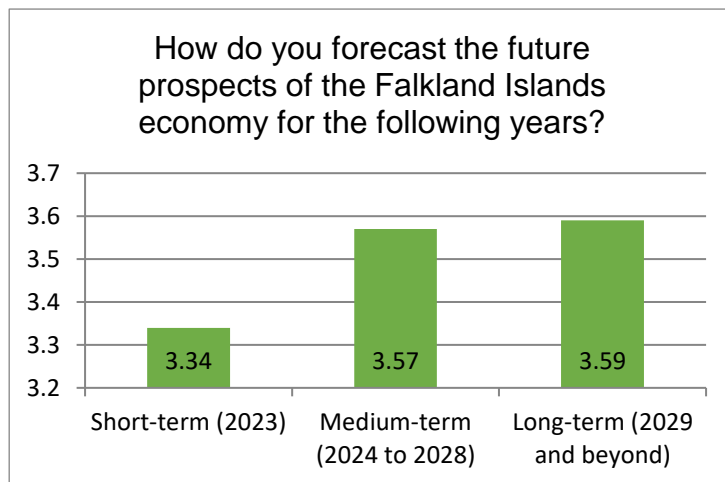 How do you forecast the future
prospects of the Falkland Islands
economy for the following years?
3.7
3.6
3.5
3.4
3.3
3.2
3.34
3.57
3.59
Short-term (2023)
Medium-term
(2024 to 2028)
Long-term (2029
and beyond)